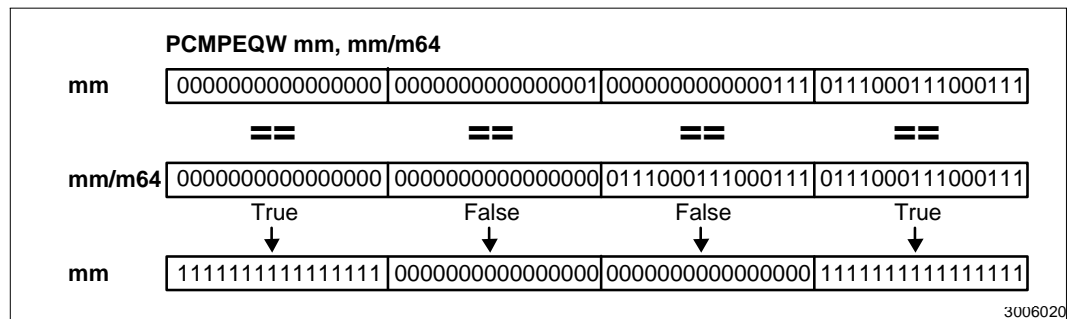 PCMPEQW mm, mm/m64
mm 0000000000000000 0000000000000001 0000000000000111 0111000111000111
== == == ==
mm/m64 0000000000000000 0000000000000000 0111000111000111 0111000111000111
True False False True
mm 1111111111111111 0000000000000000 0000000000000000 1111111111111111
3006020